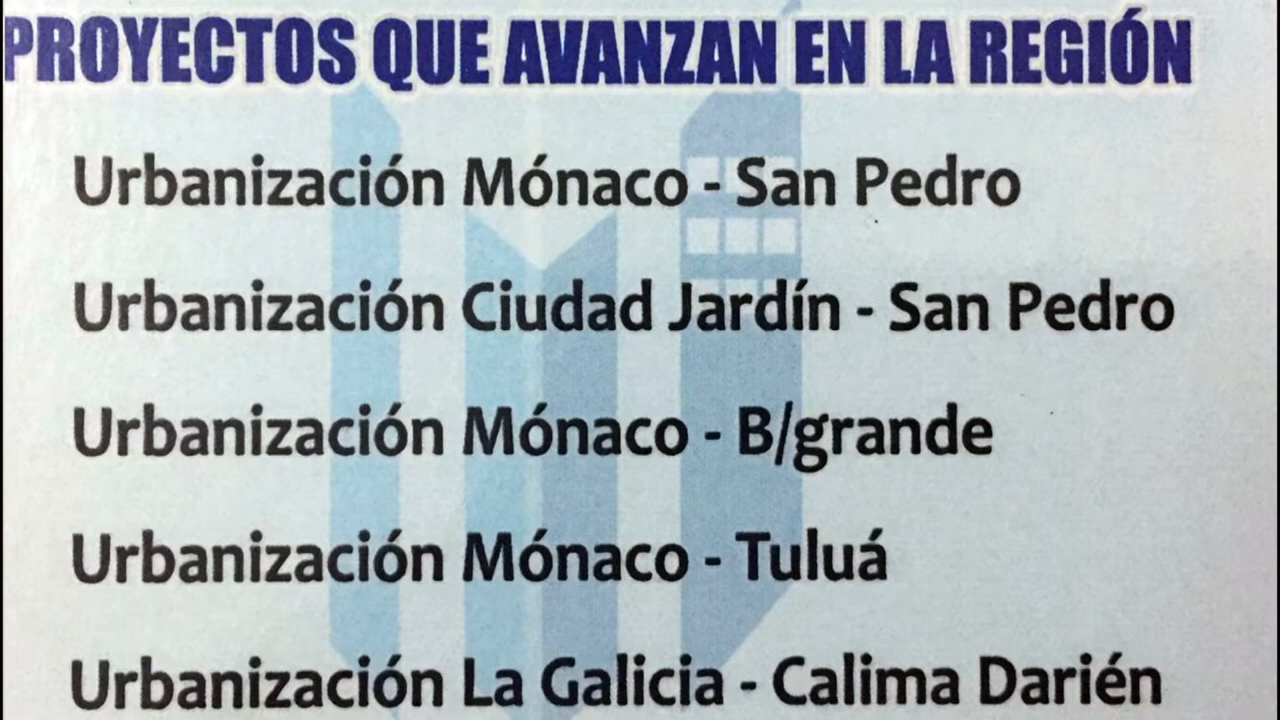 PROYECTOS QUE AVANZAN EN LA REGIÓN
Urbanización Mónaco - San Pedro
Urbanización Ciudad Jardín - San Pedro
Urbanización Mónaco - B/grande
Urbanización Mónaco - Tuluá
Urbanización La Galicia - Calima Darién